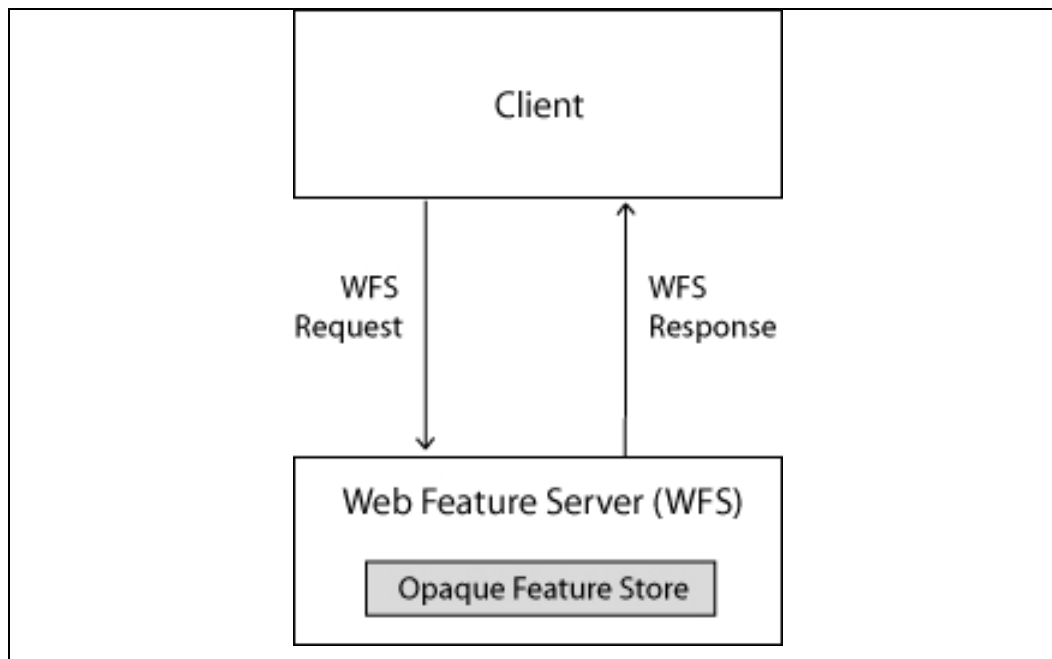 Client
WFS
Request
WFS
Response
Web Feature Server (WFS)
Opaque Feature Store